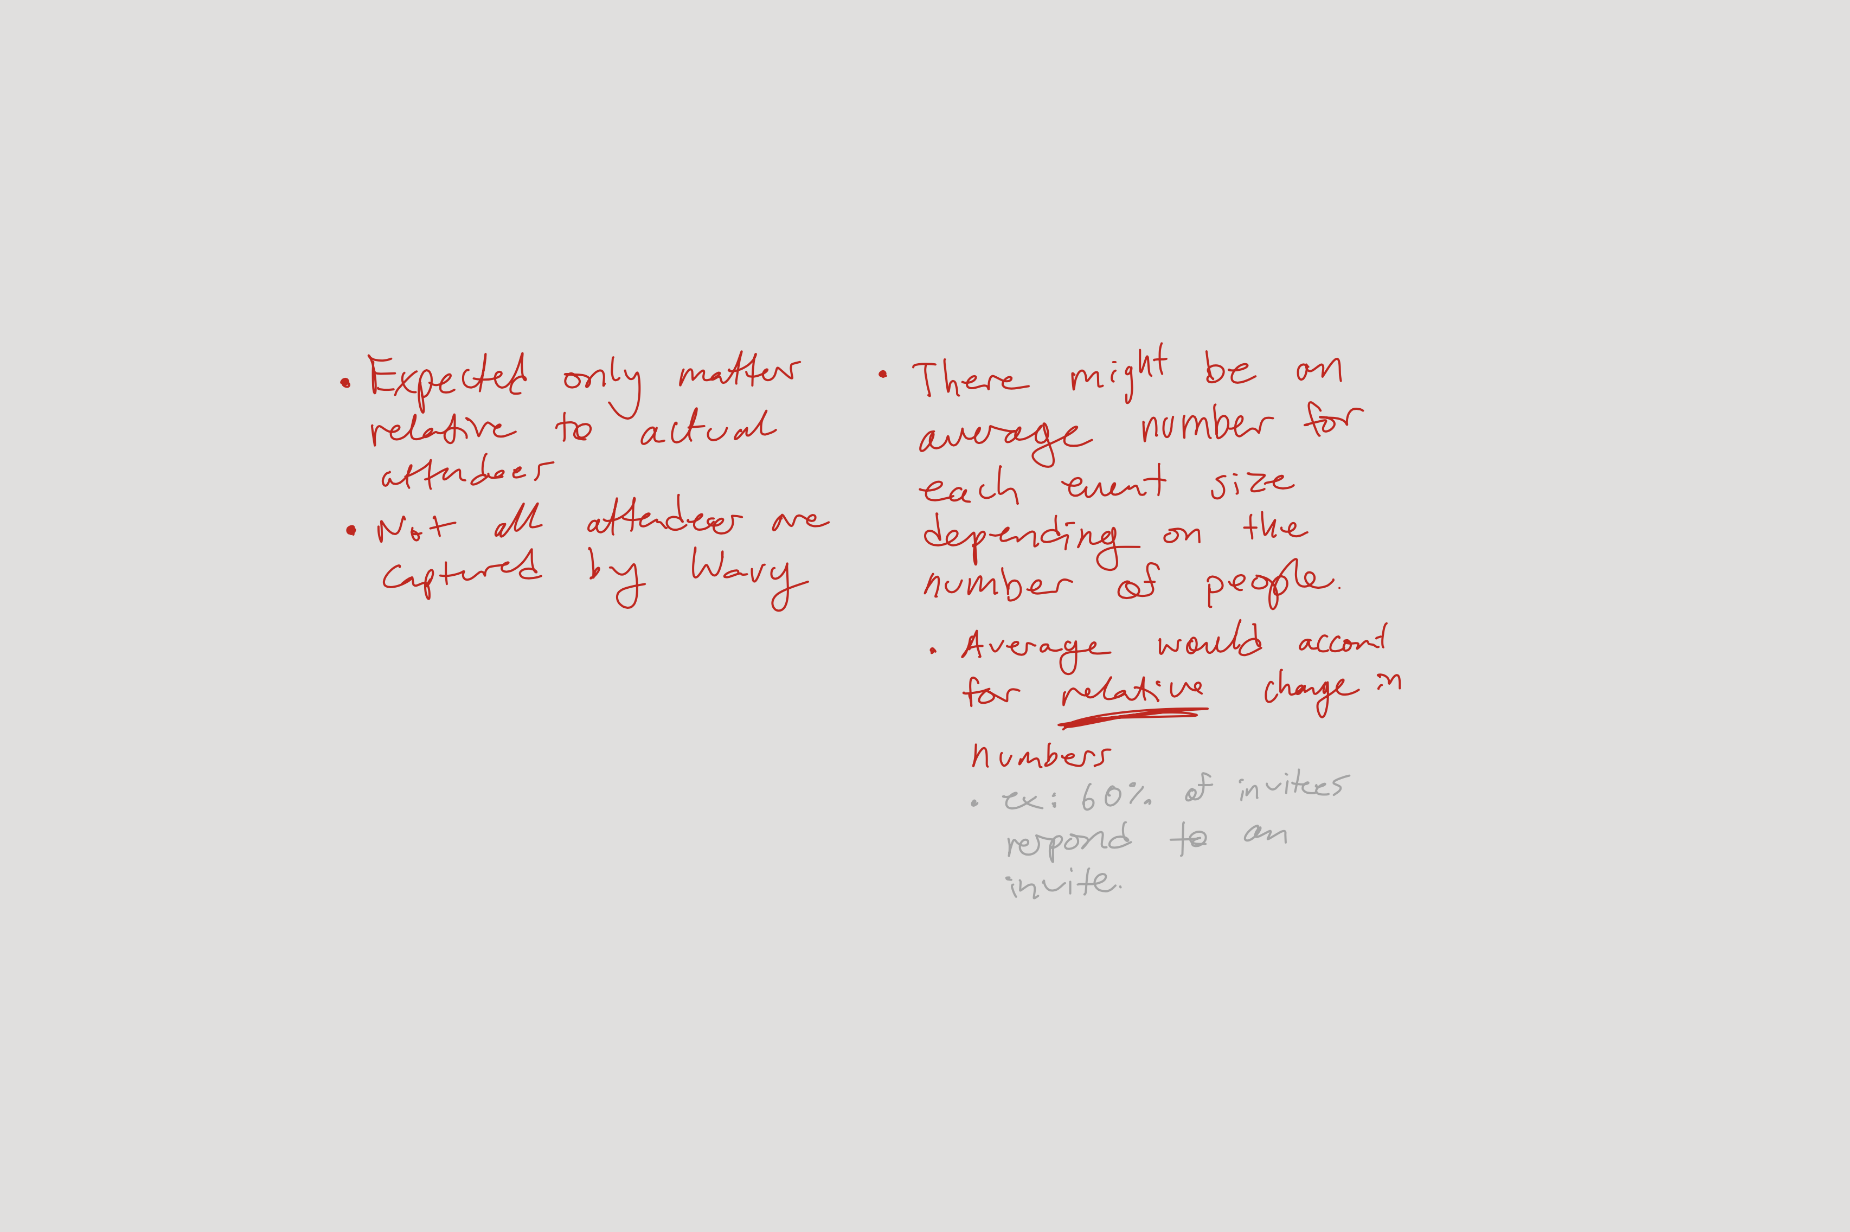 • Expected only matters
relative to actual
attendees
• Not all attendees are
captured by Wavy
• There might be an
average number for
each event size
depending on the
number of people.
• Average would account
for relative change in
numbers
• ex: 60% of invitees
respond to an
invite.